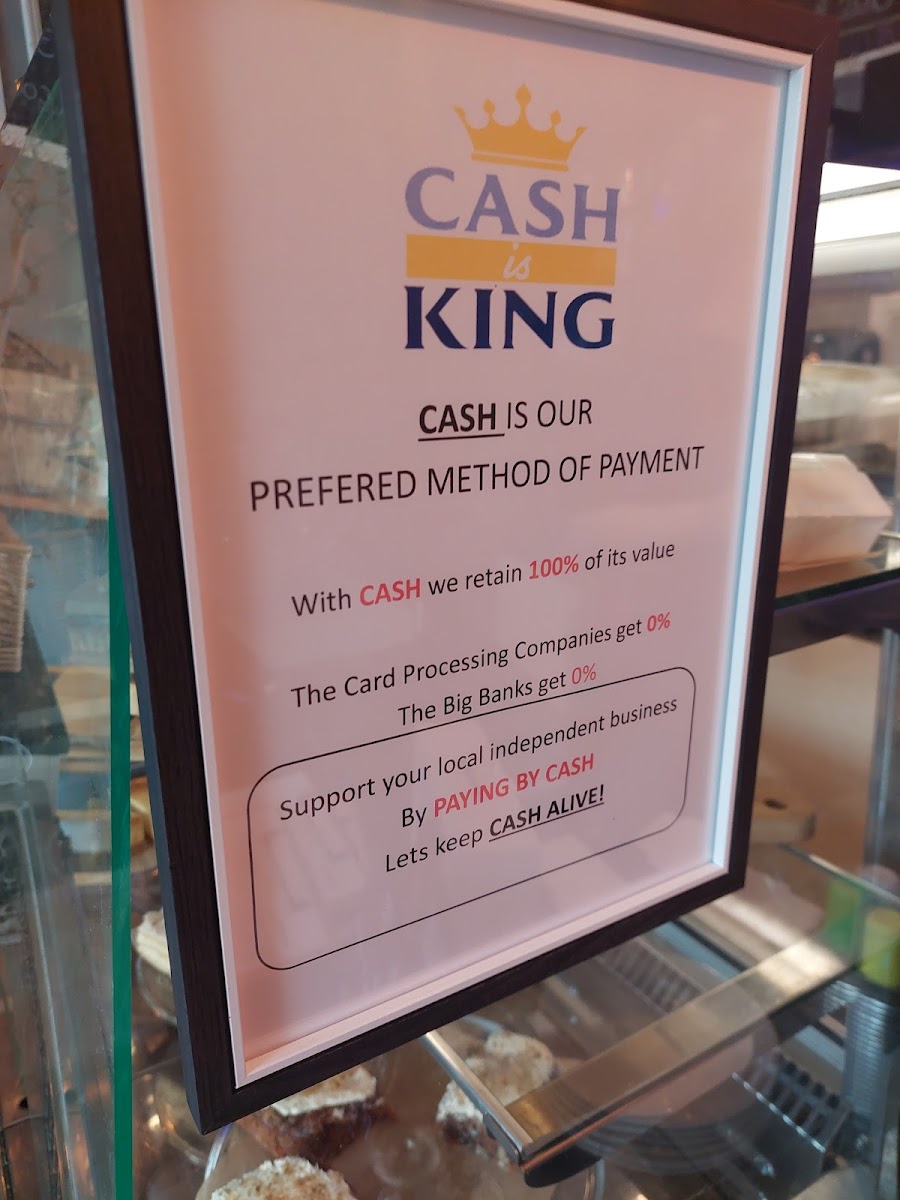 CASH
is
KING
CASH IS OUR
PREFERED METHOD OF PAYMENT
With CASH we retain 100% of its value
The Card Processing Companies get 0%
The Big Banks get 0%
Support your local independent business
By PAYING BY CASH
Lets keep CASH ALIVE!